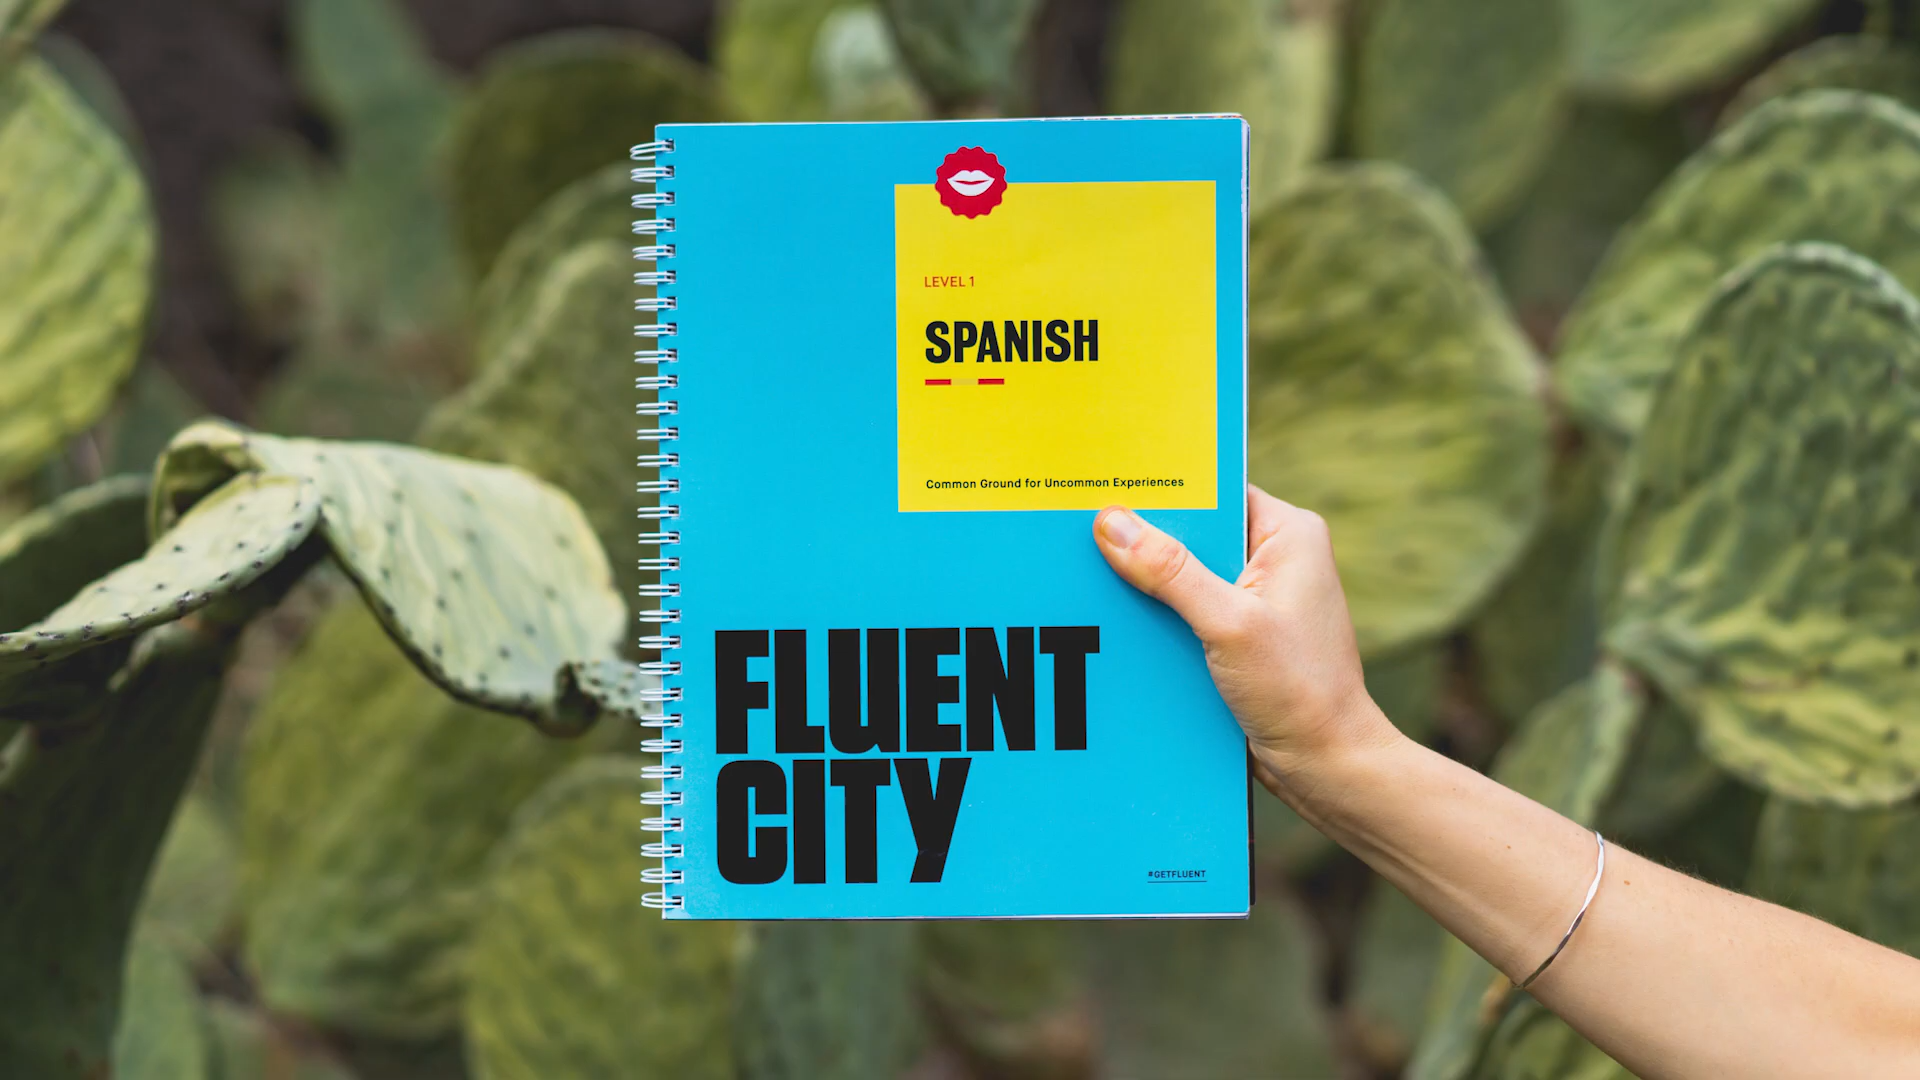 LEVEL 1
SPANISH
Common Ground for Uncommon Experiences
FLUENT
CITY
#GETFLUENT